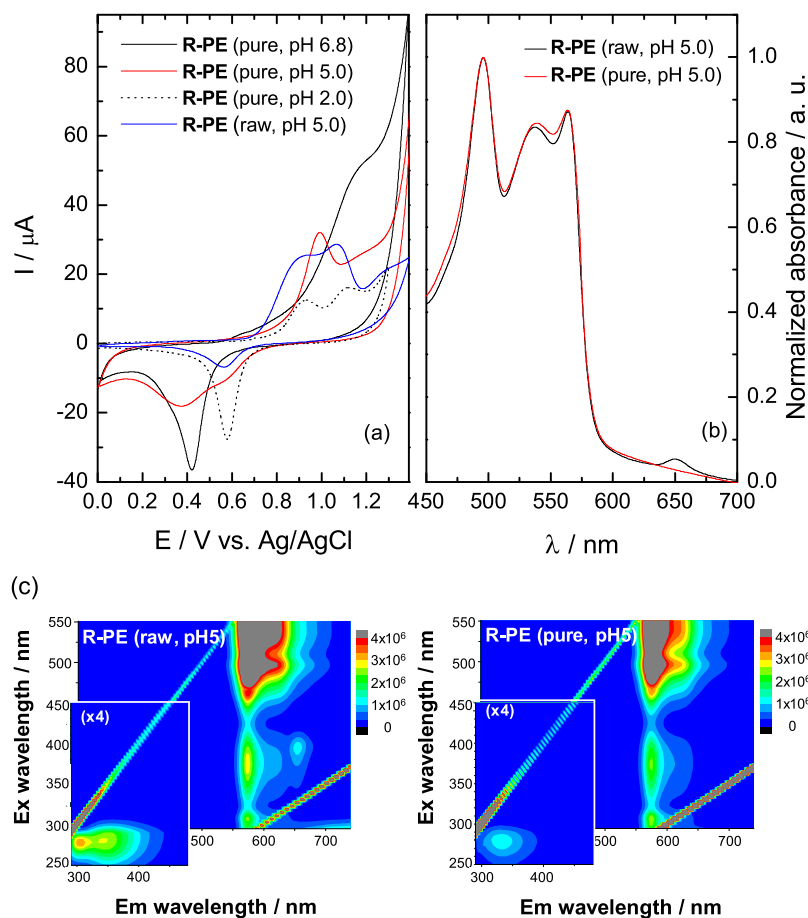 R-PE (pure, pH 6.8)
R-PE (pure, pH 5.0)
R-PE (pure, pH 2.0)
R-PE (raw, pH 5.0)
80
60
40
20
0
-20
-40
I / μA
0.0 0.2 0.4 0.6 0.8 1.0 1.2
E / V vs. Ag/AgCl
(a)
R-PE (raw, pH 5.0)
R-PE (pure, pH 5.0)
1.0
0.8
0.6
0.4
0.2
0.0
Normalized absorbance / a. u.
450 500 550 600 650 700
λ / nm
(b)
(c)
R-PE (raw, pH5)
550
500
450
400
350
300
250
Ex wavelength / nm
(x4)
300 400
500 600 700
Em wavelength / nm
4x10⁶
3x10⁶
2x10⁶
1x10⁶
0
R-PE (pure, pH5)
550
500
450
400
350
300
250
Ex wavelength / nm
(x4)
300 400
500 600 700
Em wavelength / nm
4x10⁶
3x10⁶
2x10⁶
1x10⁶
0